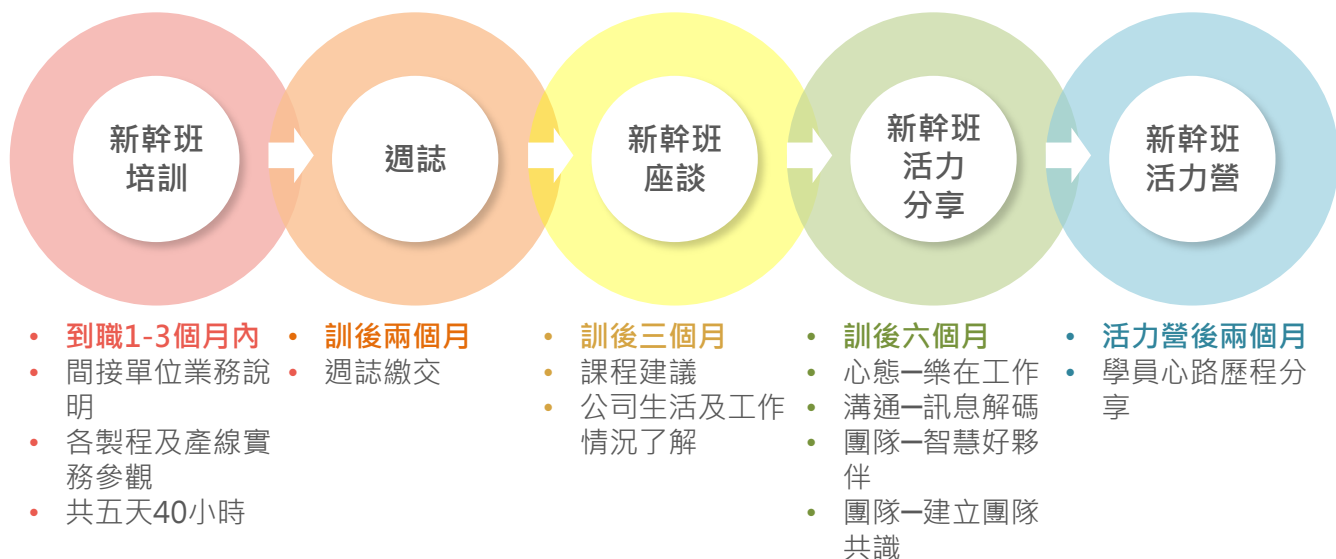 新幹班
培訓
週誌
新幹班
座談
新幹班
活力
分享
新幹班
活力營
• 到職1-3個月內
• 間接單位業務說
明
• 各製程及產線實
務參觀
• 共五天40小時
• 訓後兩個月
• 週誌繳交
• 訓後三個月
• 課程建議
• 公司生活及工作
情況了解
• 訓後六個月
• 心態—樂在工作
• 溝通—訊息解碼
• 團隊—智慧好夥
伴
• 團隊—建立團隊
共識
• 活力營後兩個月
• 學員心路歷程分
享